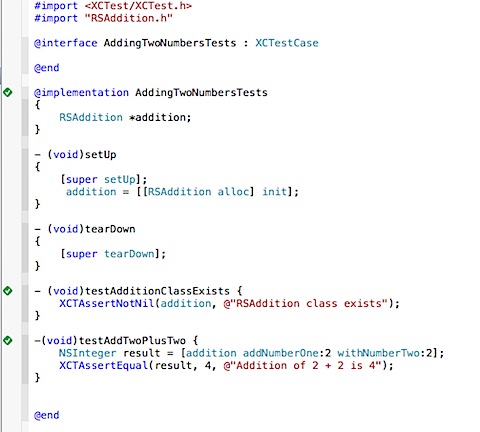 #import <XCTest/XCTest.h>
#import "RSAddition.h"
@interface AddingTwoNumbersTests : XCTestCase
@end
@implementation AddingTwoNumbersTests
{
RSAddition *addition;
}
- (void)setUp
{
[super setUp];
addition = [[RSAddition alloc] init];
}
- (void)tearDown
{
[super tearDown];
}
- (void)testAdditionClassExists {
XCTAssertNotNil(addition, @"RSAddition class exists");
}
-(void)testAddTwoPlusTwo {
NSInteger result = [addition addNumberOne:2 withNumberTwo:2];
XCTAssertEqual(result, 4, @"Addition of 2 + 2 is 4");
}
@end